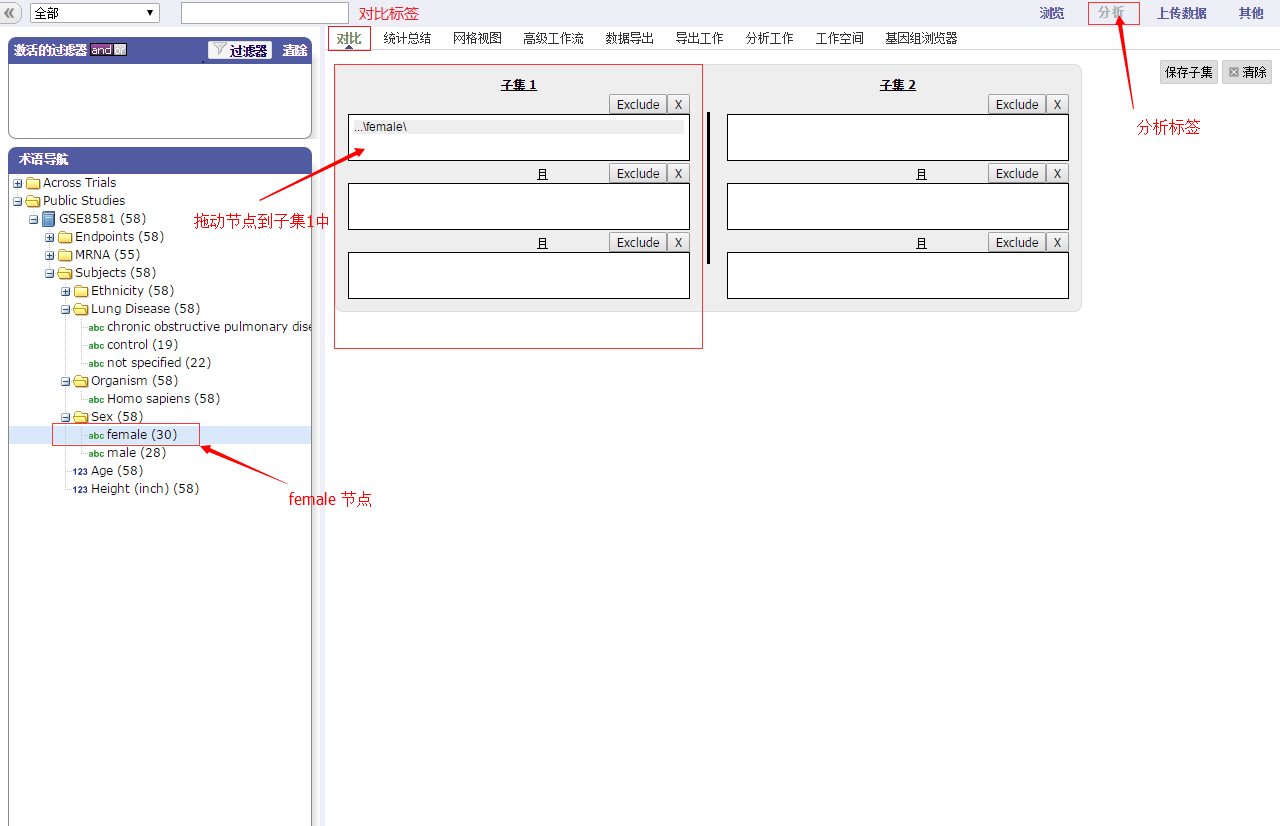 全部
对比标签
浏览
分析
上传数据
其他
激活的过滤器 and or
过滤器
清除
对比
统计总结
网格视图
高级工作流
数据导出
导出工作
分析工作
工作空间
基因组浏览器
保存子集
清除
分析标签
子集 1
Exclude X
...\female\
且 Exclude X
且 Exclude X
子集 2
Exclude X
且 Exclude X
且 Exclude X
拖动节点到子集1中
术语导航
Across Trials
Public Studies
GSE8581 (58)
Endpoints (58)
MRNA (55)
Subjects (58)
Ethnicity (58)
Lung Disease (58)
abc chronic obstructive pulmonary dise
abc control (19)
abc not specified (22)
Organism (58)
abc Homo sapiens (58)
Sex (58)
abc female (30)
abc male (28)
123 Age (58)
123 Height (inch) (58)
female 节点